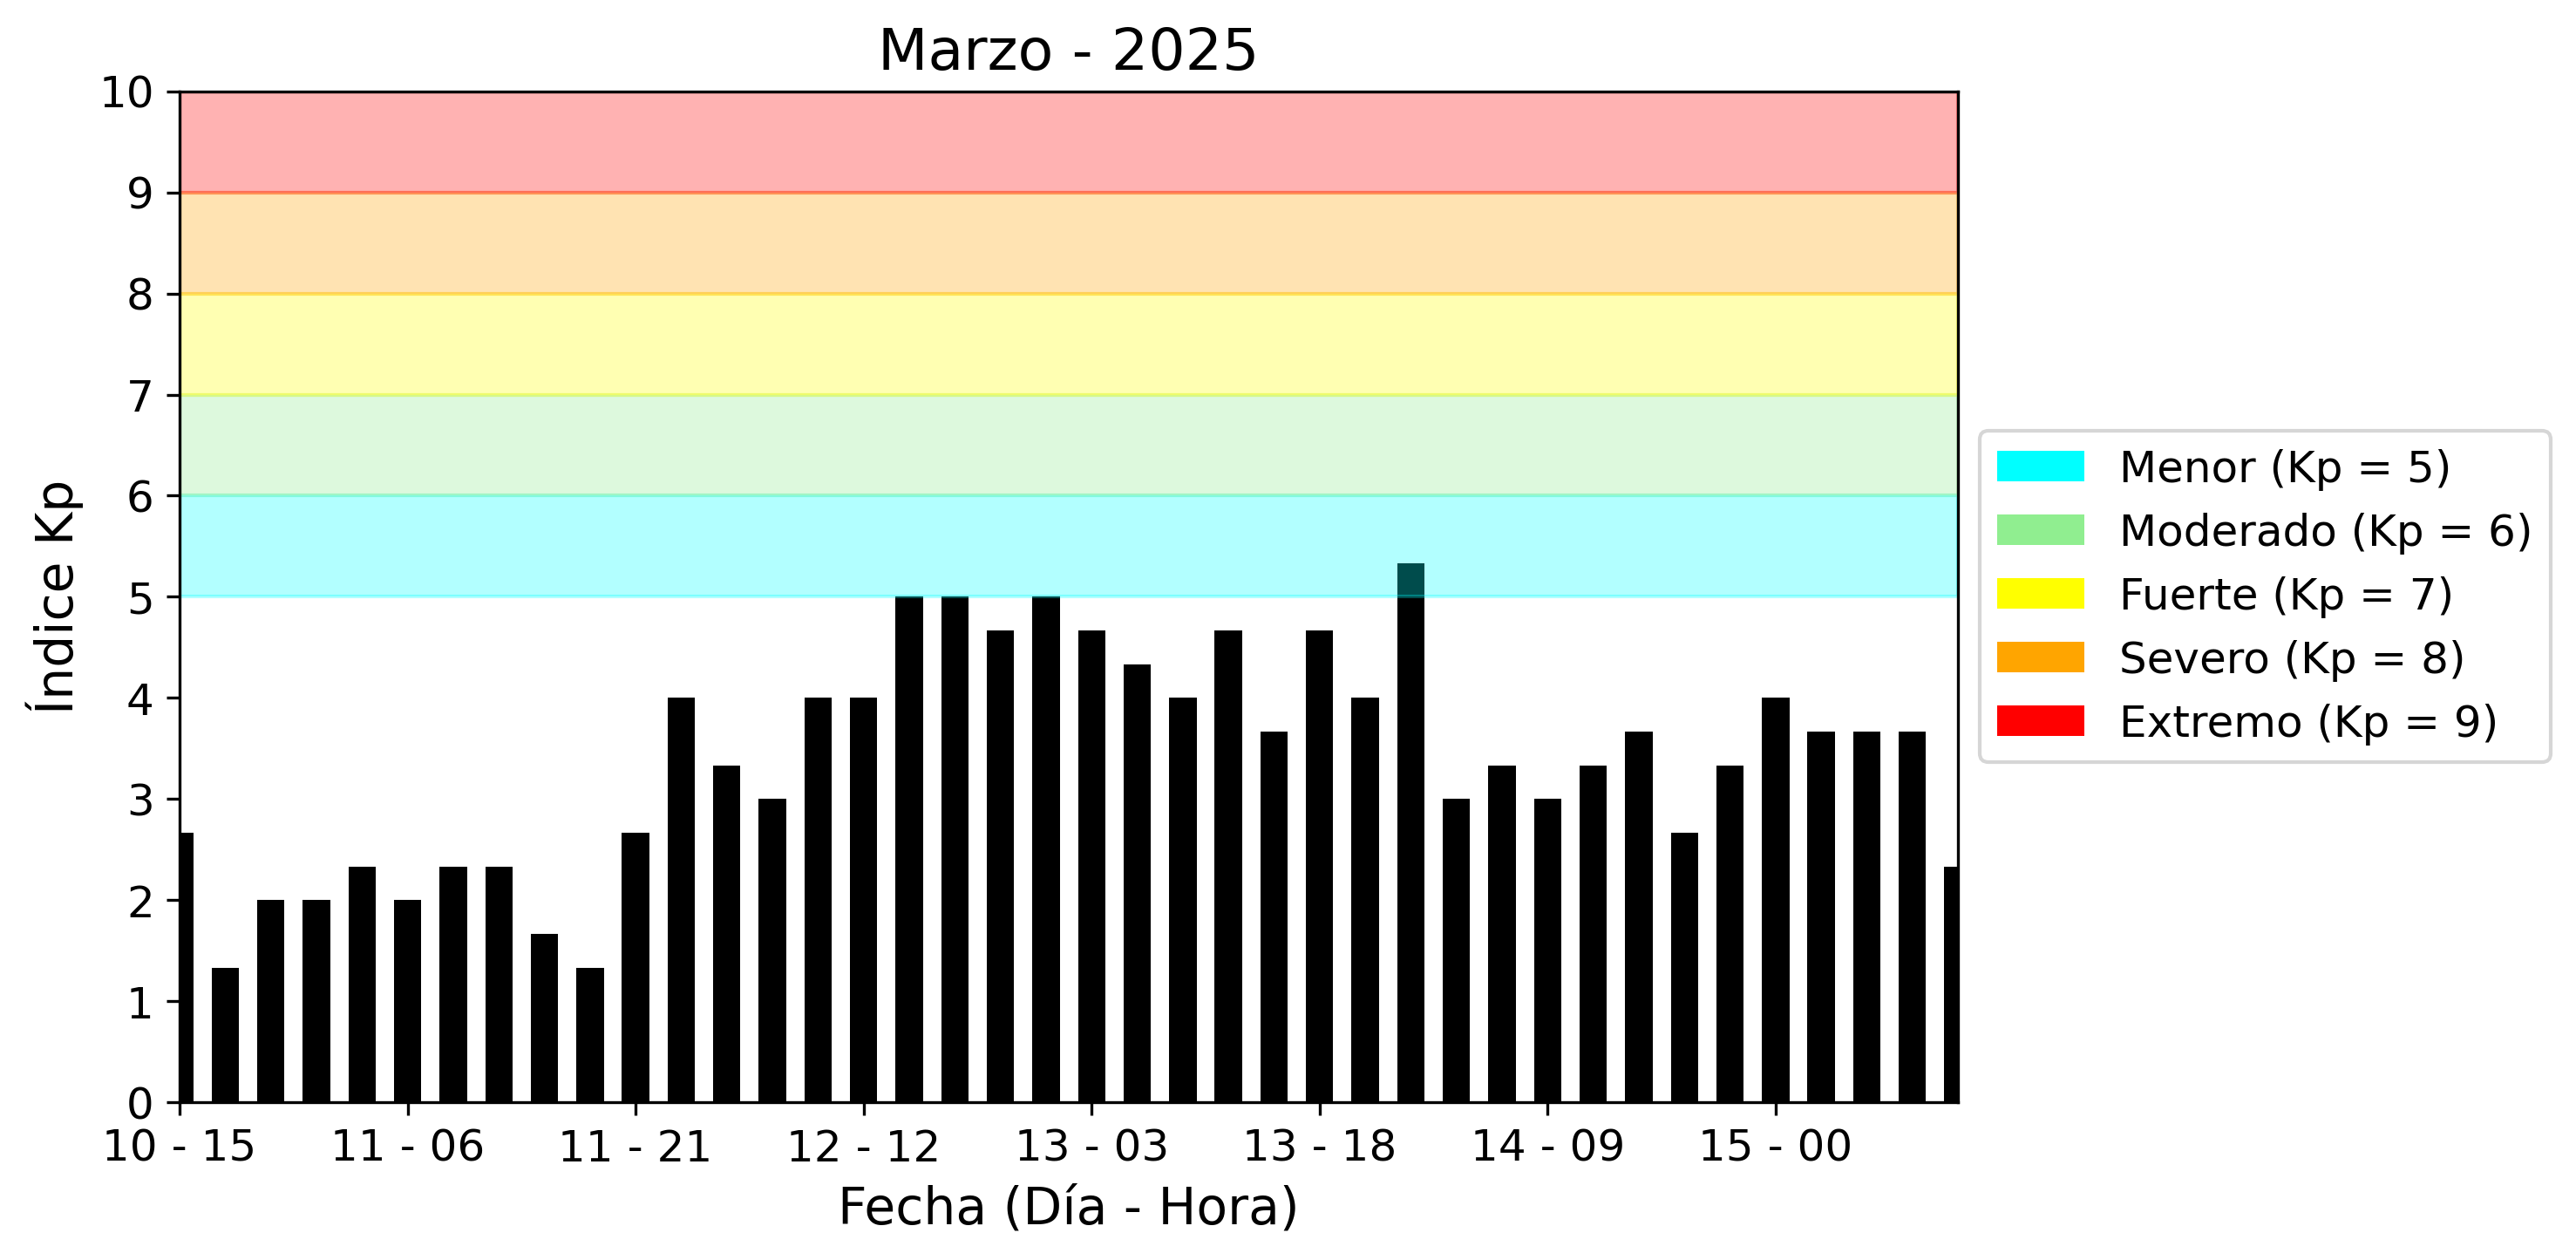 Marzo - 2025
10
9
8
7
6
5
4
3
2
1
0
Índice Kp
10 - 15
11 - 06
11 - 21
12 - 12
13 - 03
13 - 18
14 - 09
15 - 00
Fecha (Día - Hora)
Menor (Kp = 5)
Moderado (Kp = 6)
Fuerte (Kp = 7)
Severo (Kp = 8)
Extremo (Kp = 9)